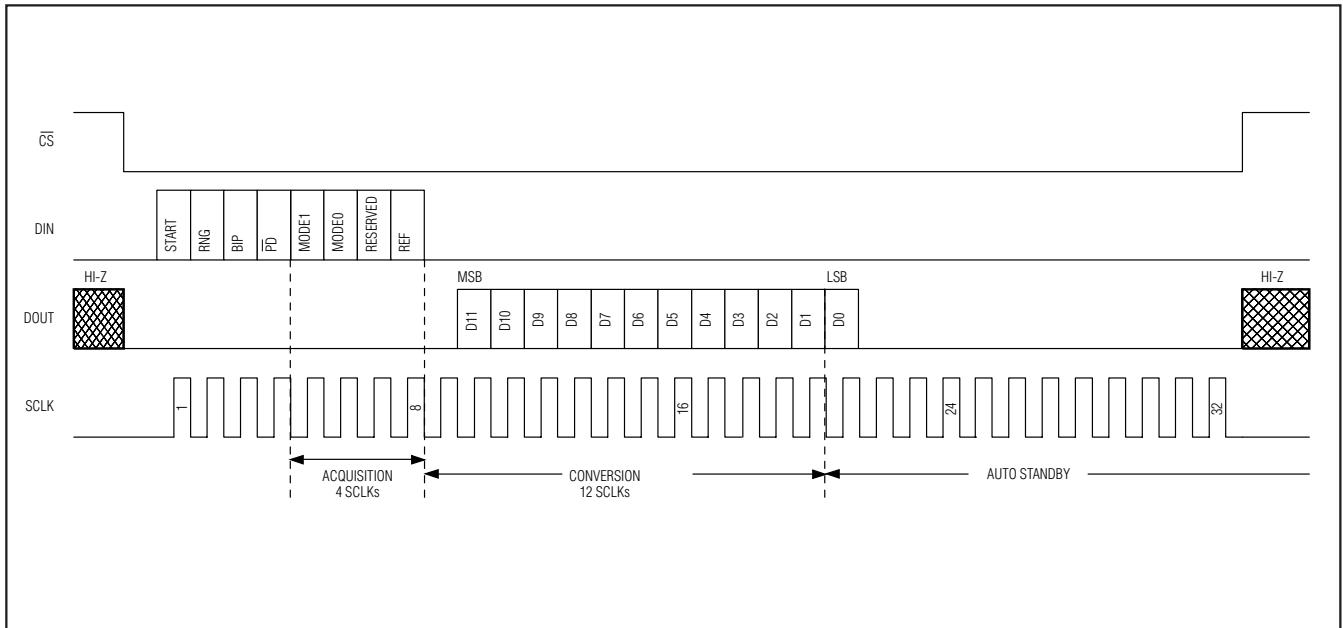 CS
DIN
START
RNG
BIP
PD
MODE1
MODE0
RESERVED
REF
HI-Z
MSB
LSB
HI-Z
DOUT
D11
D10
D9
D8
D7
D6
D5
D4
D3
D2
D1
D0
SCLK
1
8
16
24
32
ACQUISITION
4 SCLKs
CONVERSION
12 SCLKs
AUTO STANDBY